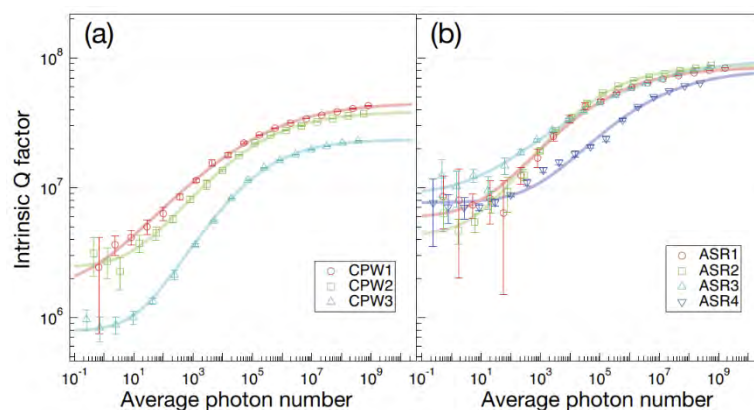 (a)
(b)
10^8
10^7
10^6
Intrinsic Q factor
CPW1
CPW2
CPW3
ASR1
ASR2
ASR3
ASR4
10^-1 10^1 10^3 10^5 10^7 10^9
10^-1 10^1 10^3 10^5 10^7 10^9
Average photon number
Average photon number